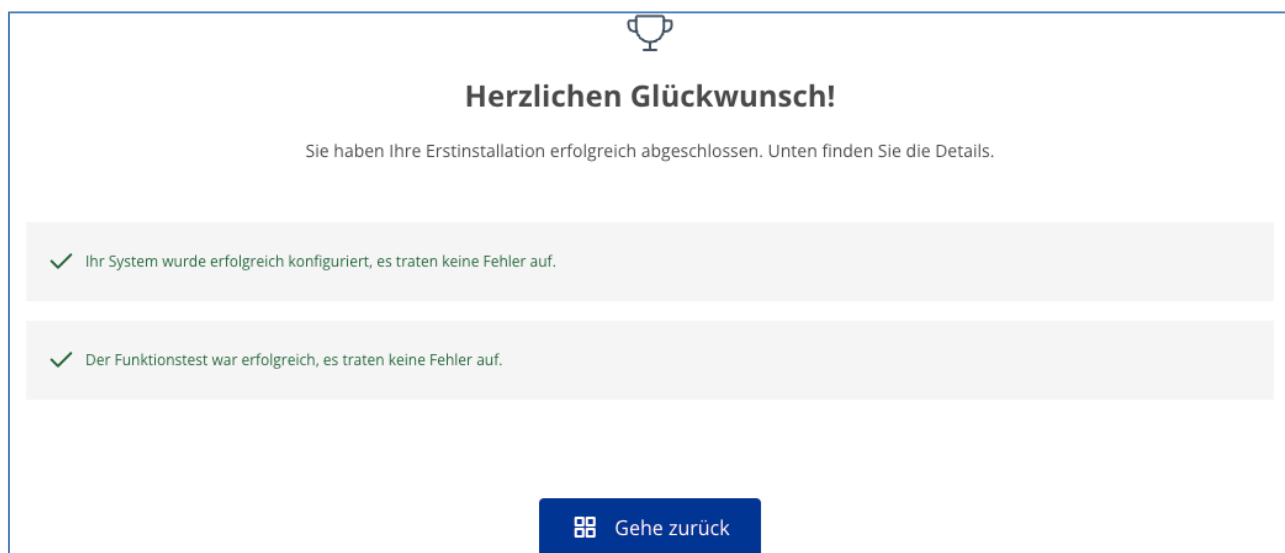 Herzlichen Glückwunsch!
Sie haben Ihre Erstinstallation erfolgreich abgeschlossen. Unten finden Sie die Details.
Ihr System wurde erfolgreich konfiguriert, es traten keine Fehler auf.
Der Funktionstest war erfolgreich, es traten keine Fehler auf.
Gehe zurück